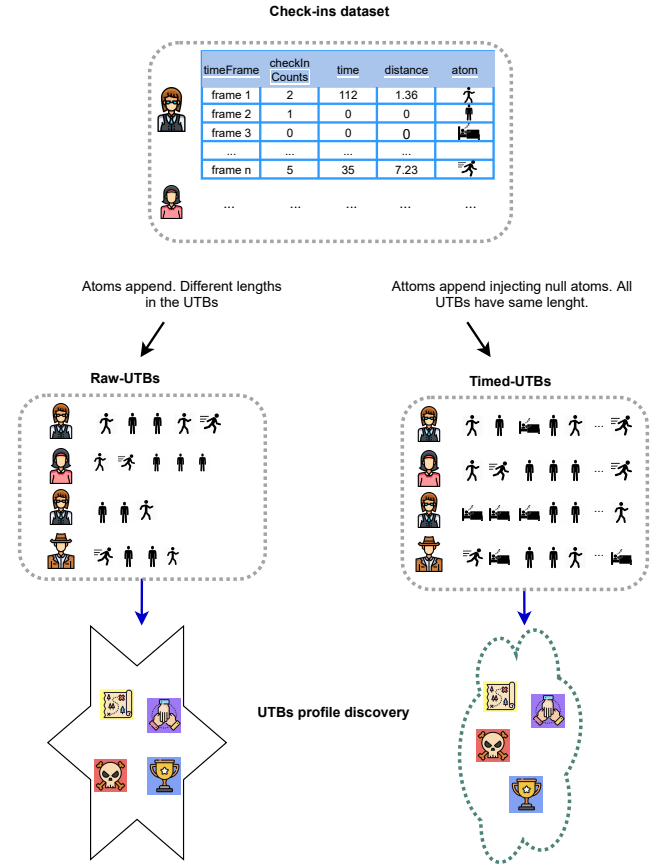 Check-ins dataset
timeFrame checkIn Counts time distance atom
frame 1 2 112 1.36
frame 2 1 0 0
frame 3 0 0 0
... ... ... ...
frame n 5 35 7.23
... ... ... ... ...
Atoms append. Different lengths
in the UTBs
Attoms append injecting null atoms. All
UTBs have same lenght.
Raw-UTBs
Timed-UTBs
...
...
...
...
UTBs profile discovery